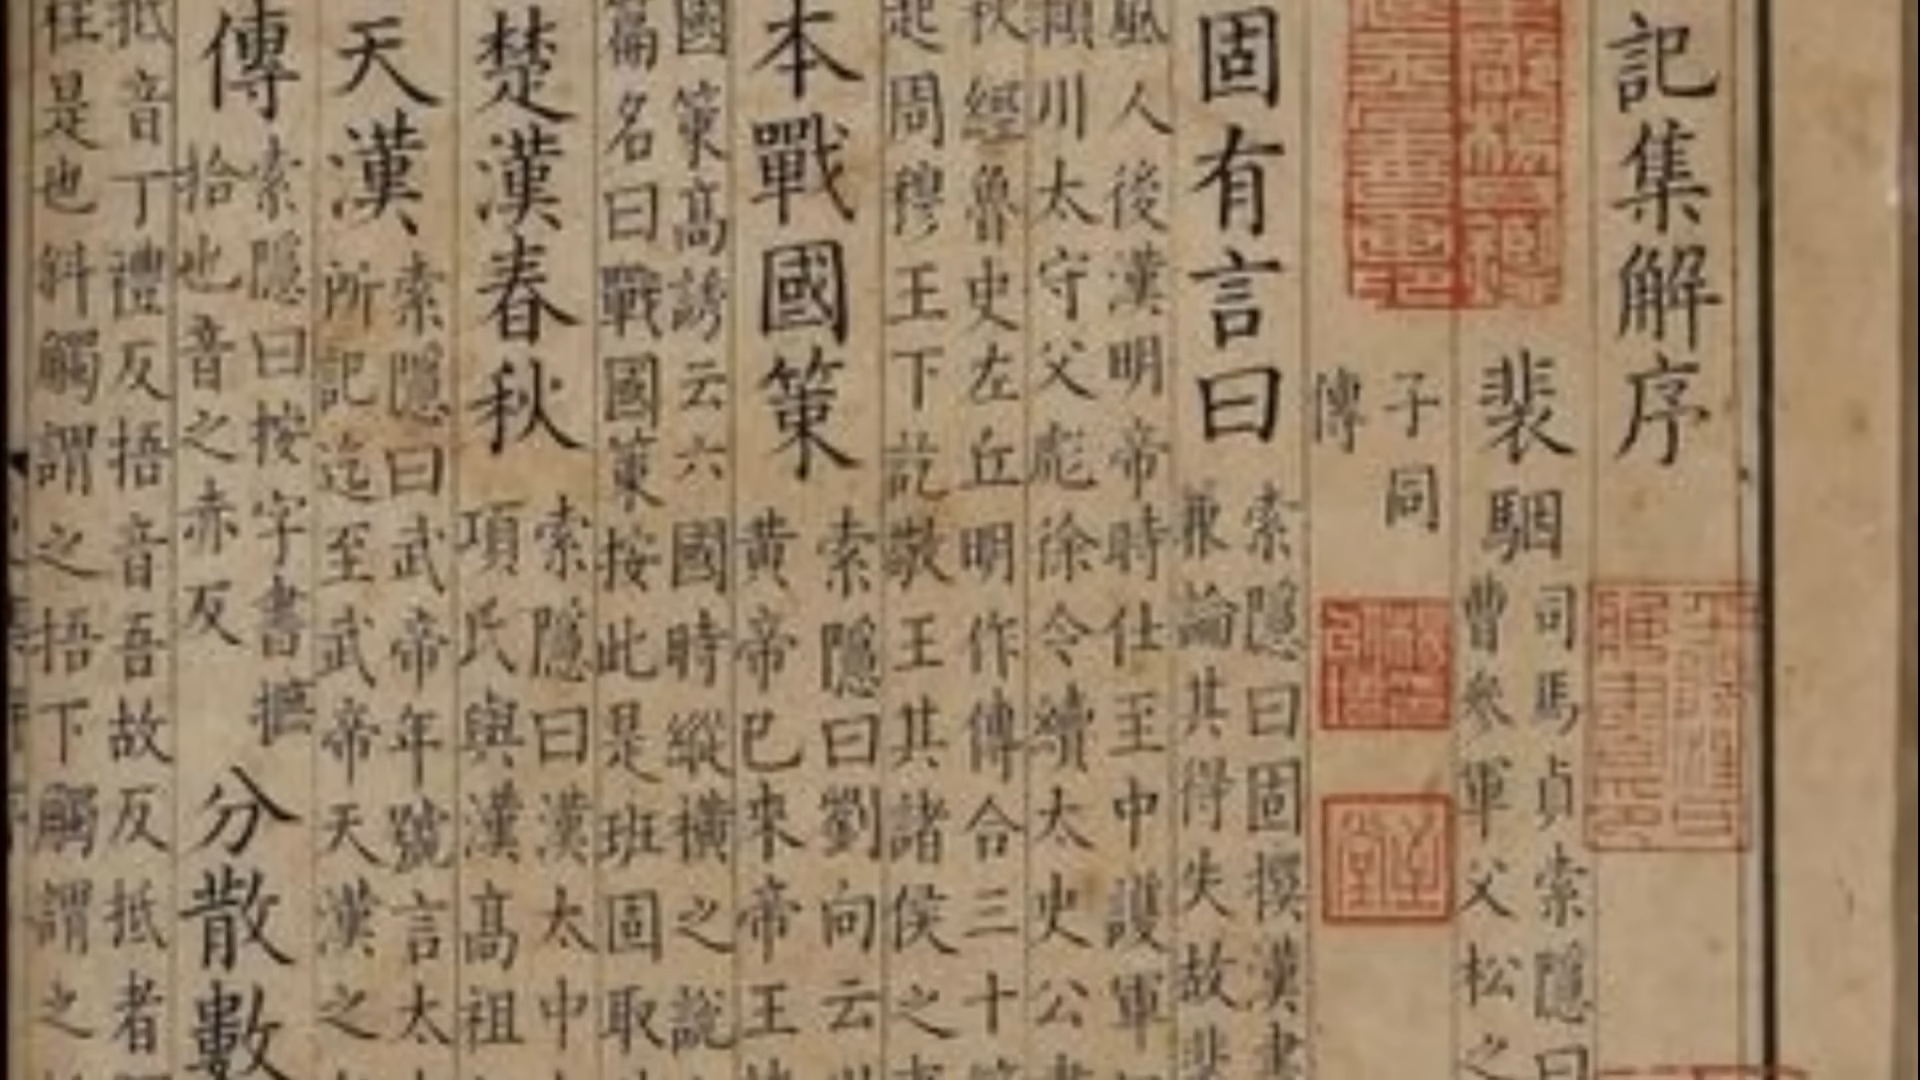 記集解序
裴駰
司馬貞索隱曰
曹參軍父松之
子同
傳
固有言曰
索隱曰固撰漢書
兼論其得失故
人後漢明帝時仕至中護軍
川太守父彪徐令續太史公書
秋經魯史左丘明作傳合三十
起周穆王下訖敬王其諸侯之
本戰國策
索隱曰劉向云
黃帝已來帝王
國策高誘云六國時縱橫之說
篇名曰戰國策按此是班固取
楚漢春秋
索隱曰漢太中
項氏與漢高祖
天漢
索隱曰武帝年號言太
所記迄至武帝天漢之
傳
索隱曰按字書摭
拾也音之赤反
分散數
抵音丁禮反捂音吾故反抵者
是也斜觸謂之捂下觸謂之